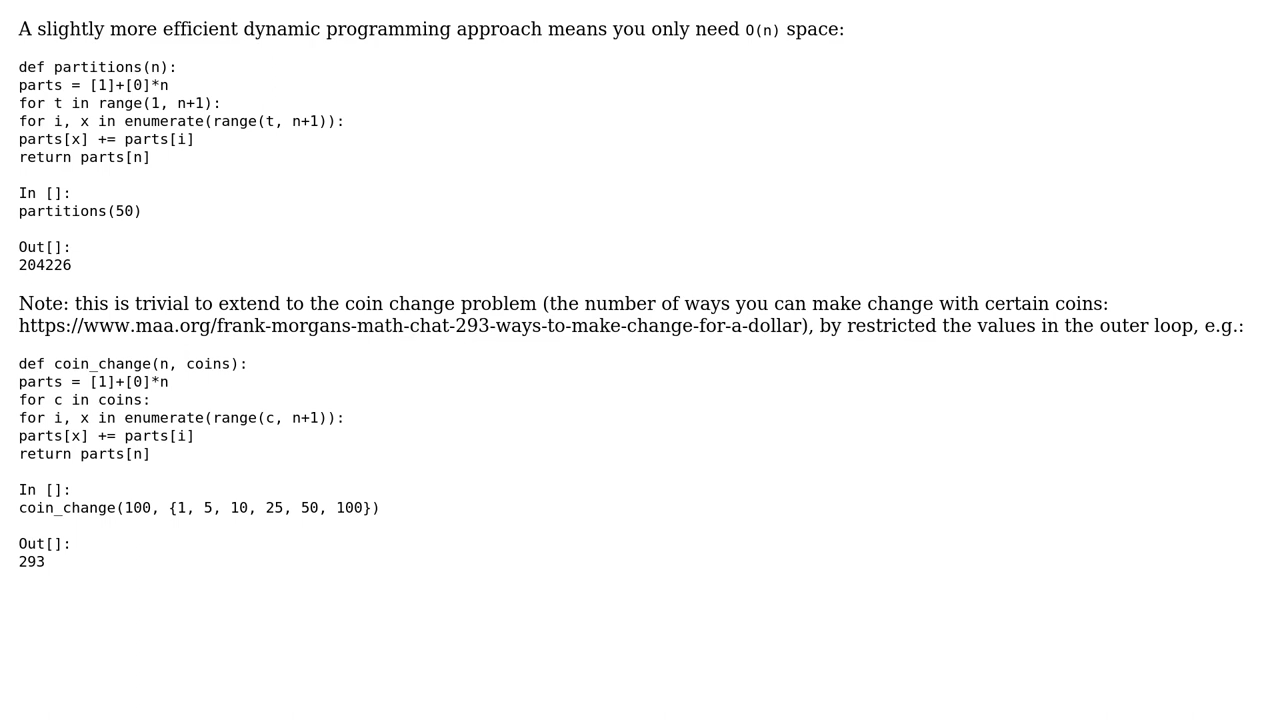 A slightly more efficient dynamic programming approach means you only need O(n) space:
def partitions(n):
parts = [1]+[0]*n
for t in range(1, n+1):
for i, x in enumerate(range(t, n+1)):
parts[x] += parts[i]
return parts[n]
In []:
partitions(50)
Out[]:
204226
Note: this is trivial to extend to the coin change problem (the number of ways you can make change with certain coins:
https://www.maa.org/frank-morgans-math-chat-293-ways-to-make-change-for-a-dollar), by restricted the values in the outer loop, e.g.:
def coin_change(n, coins):
parts = [1]+[0]*n
for c in coins:
for i, x in enumerate(range(c, n+1)):
parts[x] += parts[i]
return parts[n]
In []:
coin_change(100, {1, 5, 10, 25, 50, 100})
Out[]:
293